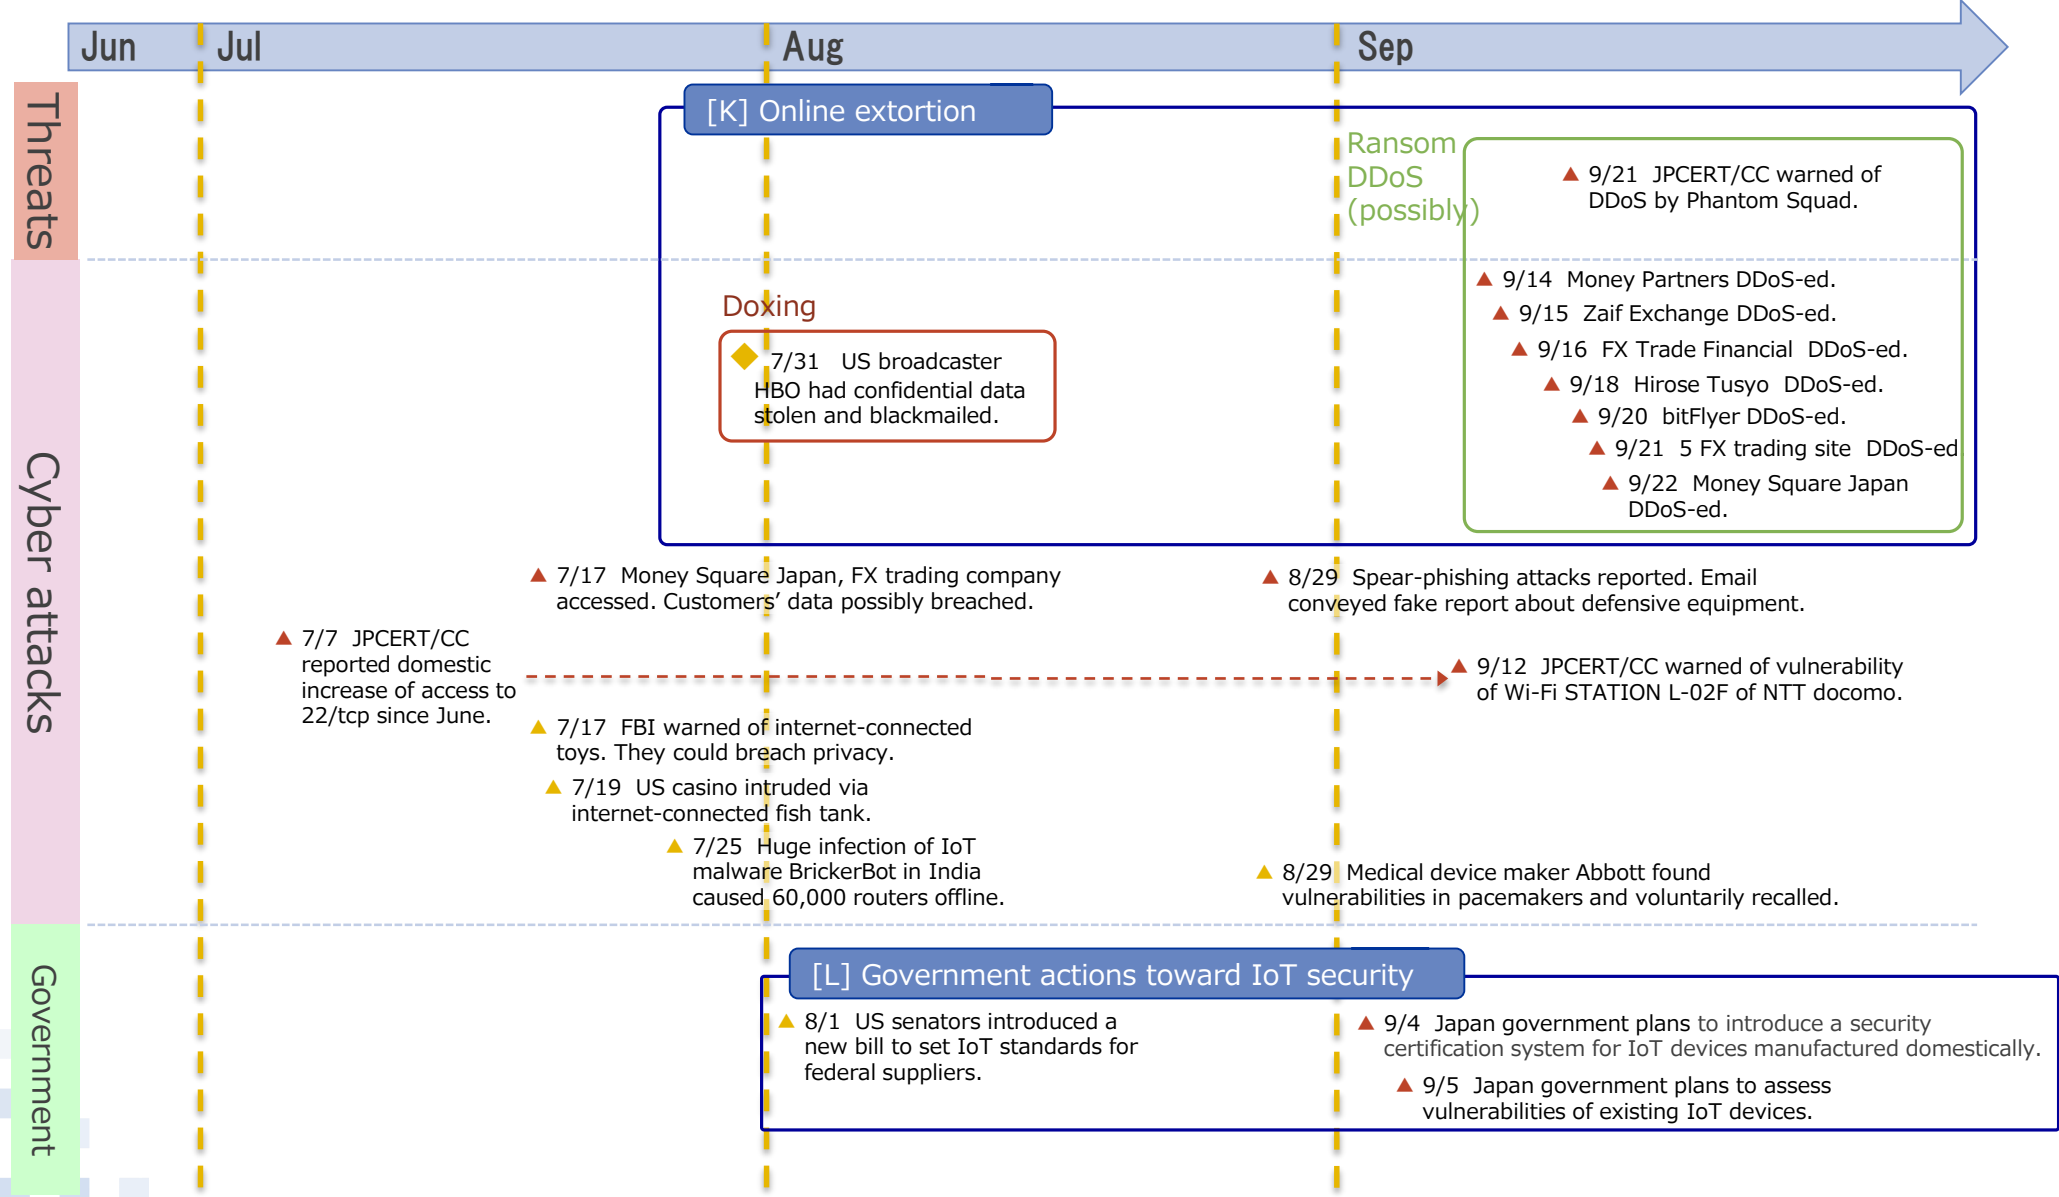 Jun
Jul
Aug
Sep
Threats
[K] Online extortion
Ransom
DDoS
(possibly)
9/21 JPCERT/CC warned of
DDoS by Phantom Squad.
Cyber attacks
Doxing
7/31 US broadcaster
HBO had confidential data
stolen and blackmailed.
9/14 Money Partners DDoS-ed.
9/15 Zaif Exchange DDoS-ed.
9/16 FX Trade Financial DDoS-ed.
9/18 Hirose Tusyo DDoS-ed.
9/20 bitFlyer DDoS-ed.
9/21 5 FX trading site DDoS-ed.
9/22 Money Square Japan
DDoS-ed.
7/17 Money Square Japan, FX trading company
accessed. Customers’ data possibly breached.
8/29 Spear-phishing attacks reported. Email
conveyed fake report about defensive equipment.
7/7 JPCERT/CC
reported domestic
increase of access to
22/tcp since June.
9/12 JPCERT/CC warned of vulnerability
of Wi-Fi STATION L-02F of NTT docomo.
7/17 FBI warned of internet-connected
toys. They could breach privacy.
7/19 US casino intruded via
internet-connected fish tank.
7/25 Huge infection of IoT
malware BrickerBot in India
caused 60,000 routers offline.
8/29 Medical device maker Abbott found
vulnerabilities in pacemakers and voluntarily recalled.
Government
[L] Government actions toward IoT security
8/1 US senators introduced a
new bill to set IoT standards for
federal suppliers.
9/4 Japan government plans to introduce a security
certification system for IoT devices manufactured domestically.
9/5 Japan government plans to assess
vulnerabilities of existing IoT devices.